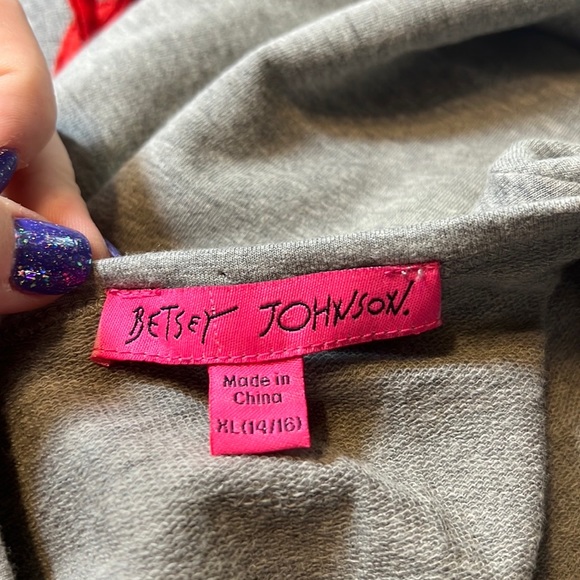 BETSEY JOHNSON.
Made in
China
XL(14/16)